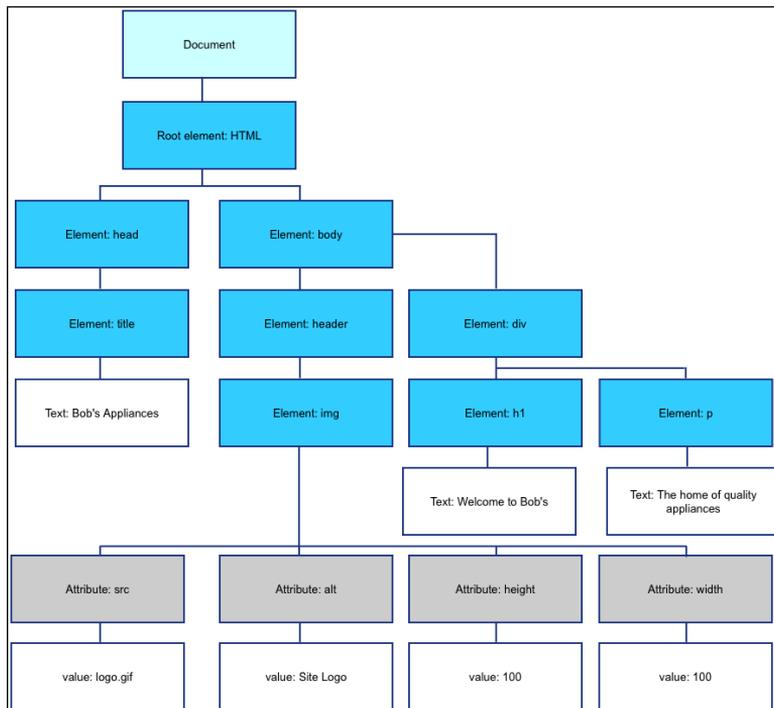 Document
Root element: HTML
Element: head
Element: body
Element: title
Element: header
Element: div
Text: Bob's Appliances
Element: img
Element: h1
Element: p
Text: Welcome to Bob's
Text: The home of quality
appliances
Attribute: src
Attribute: alt
Attribute: height
Attribute: width
value: logo.gif
value: Site Logo
value: 100
value: 100